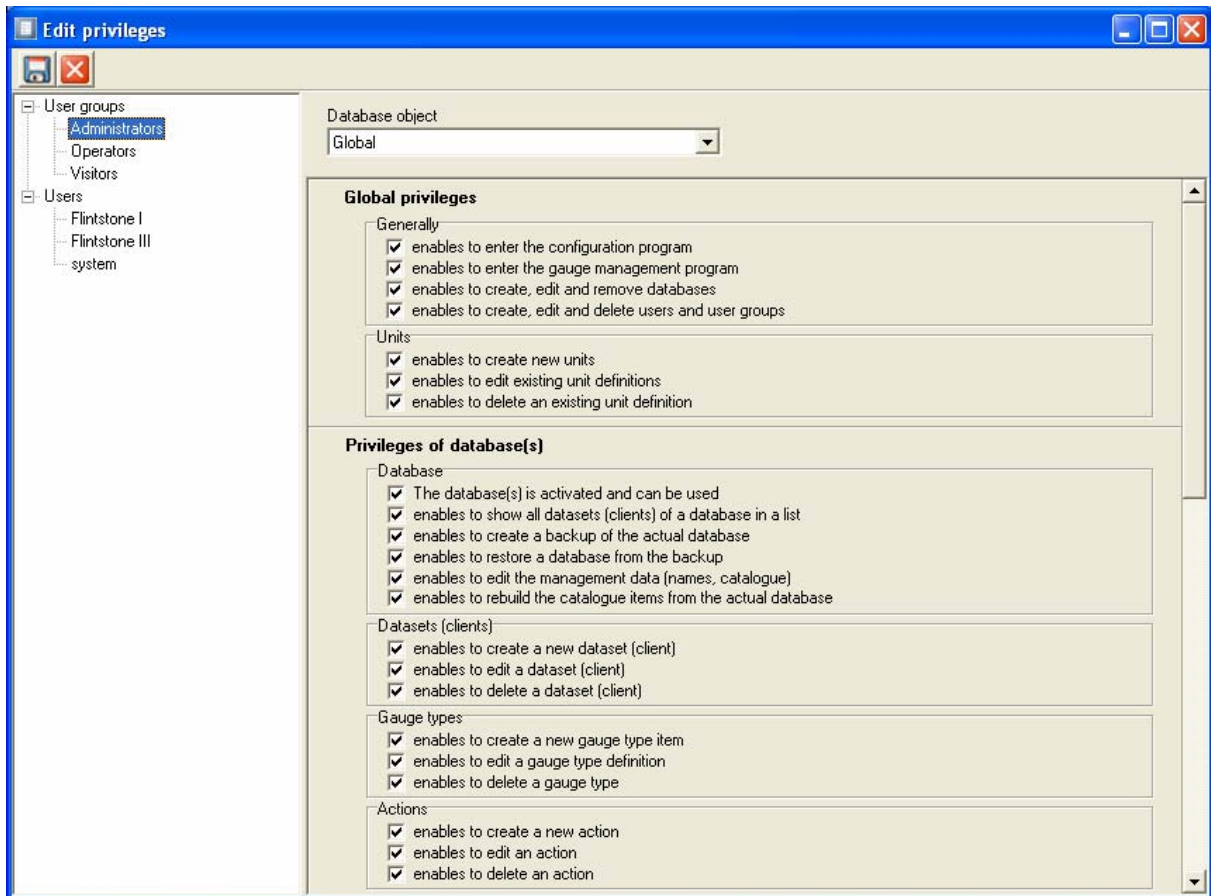 Edit privileges
User groups
Administrators
Operators
Visitors
Users
Flintstone I
Flintstone III
system
Database object
Global
Global privileges
Generally
enables to enter the configuration program
enables to enter the gauge management program
enables to create, edit and remove databases
enables to create, edit and delete users and user groups
Units
enables to create new units
enables to edit existing unit definitions
enables to delete an existing unit definition
Privileges of database(s)
Database
The database(s) is activated and can be used
enables to show all datasets (clients) of a database in a list
enables to create a backup of the actual database
enables to restore a database from the backup
enables to edit the management data (names, catalogue)
enables to rebuild the catalogue items from the actual database
Datasets (clients)
enables to create a new dataset (client)
enables to edit a dataset (client)
enables to delete a dataset (client)
Gauge types
enables to create a new gauge type item
enables to edit a gauge type definition
enables to delete a gauge type
Actions
enables to create a new action
enables to edit an action
enables to delete an action